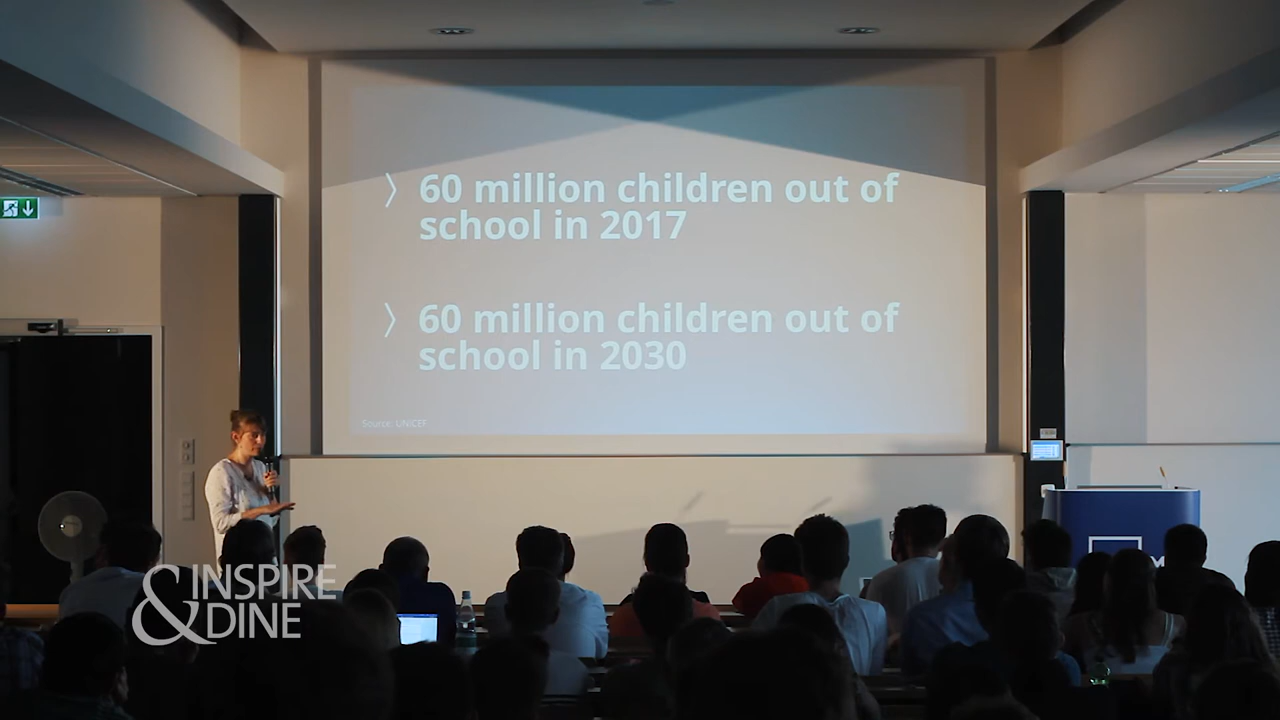 〉 60 million children out of
school in 2017
〉 60 million children out of
school in 2030
Source: UNICEF
& INSPIRE
& DINE